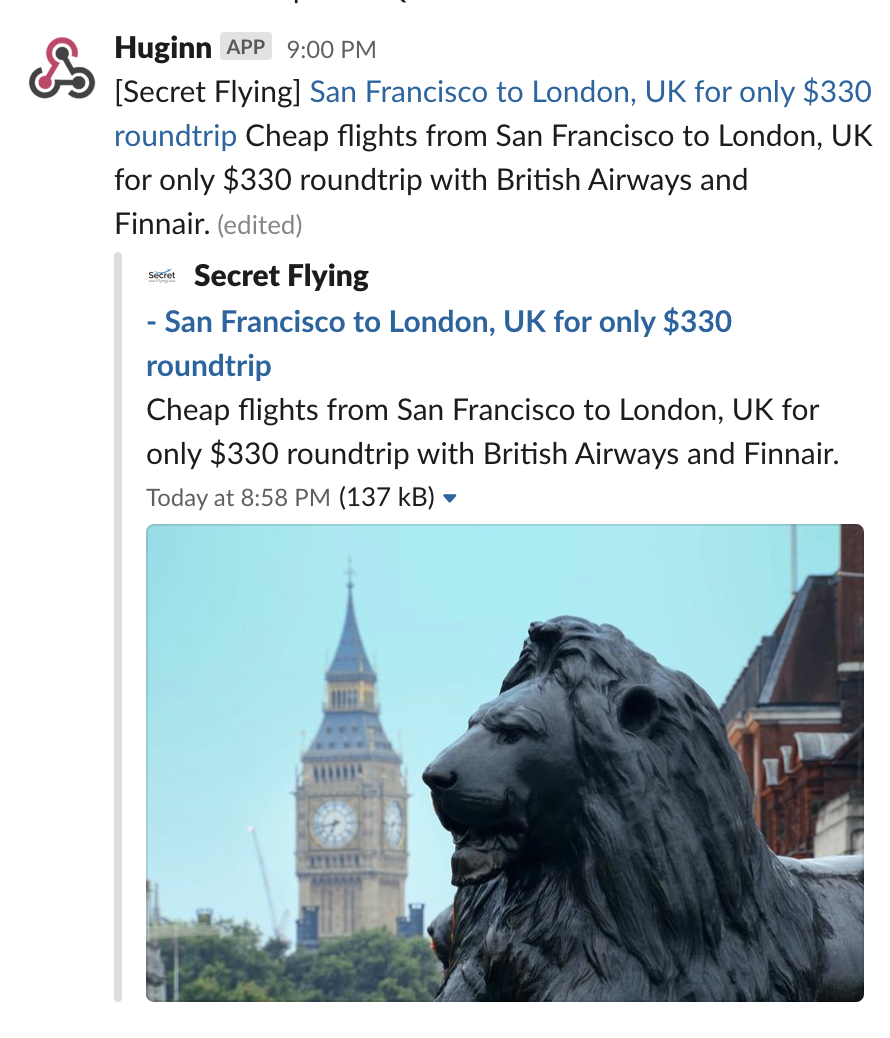 Huginn APP 9:00 PM
[Secret Flying] San Francisco to London, UK for only $330
roundtrip Cheap flights from San Francisco to London, UK
for only $330 roundtrip with British Airways and
Finnair. (edited)
Secret Flying
Secret Flying
- San Francisco to London, UK for only $330
roundtrip
Cheap flights from San Francisco to London, UK for
only $330 roundtrip with British Airways and Finnair.
Today at 8:58 PM (137 kB)